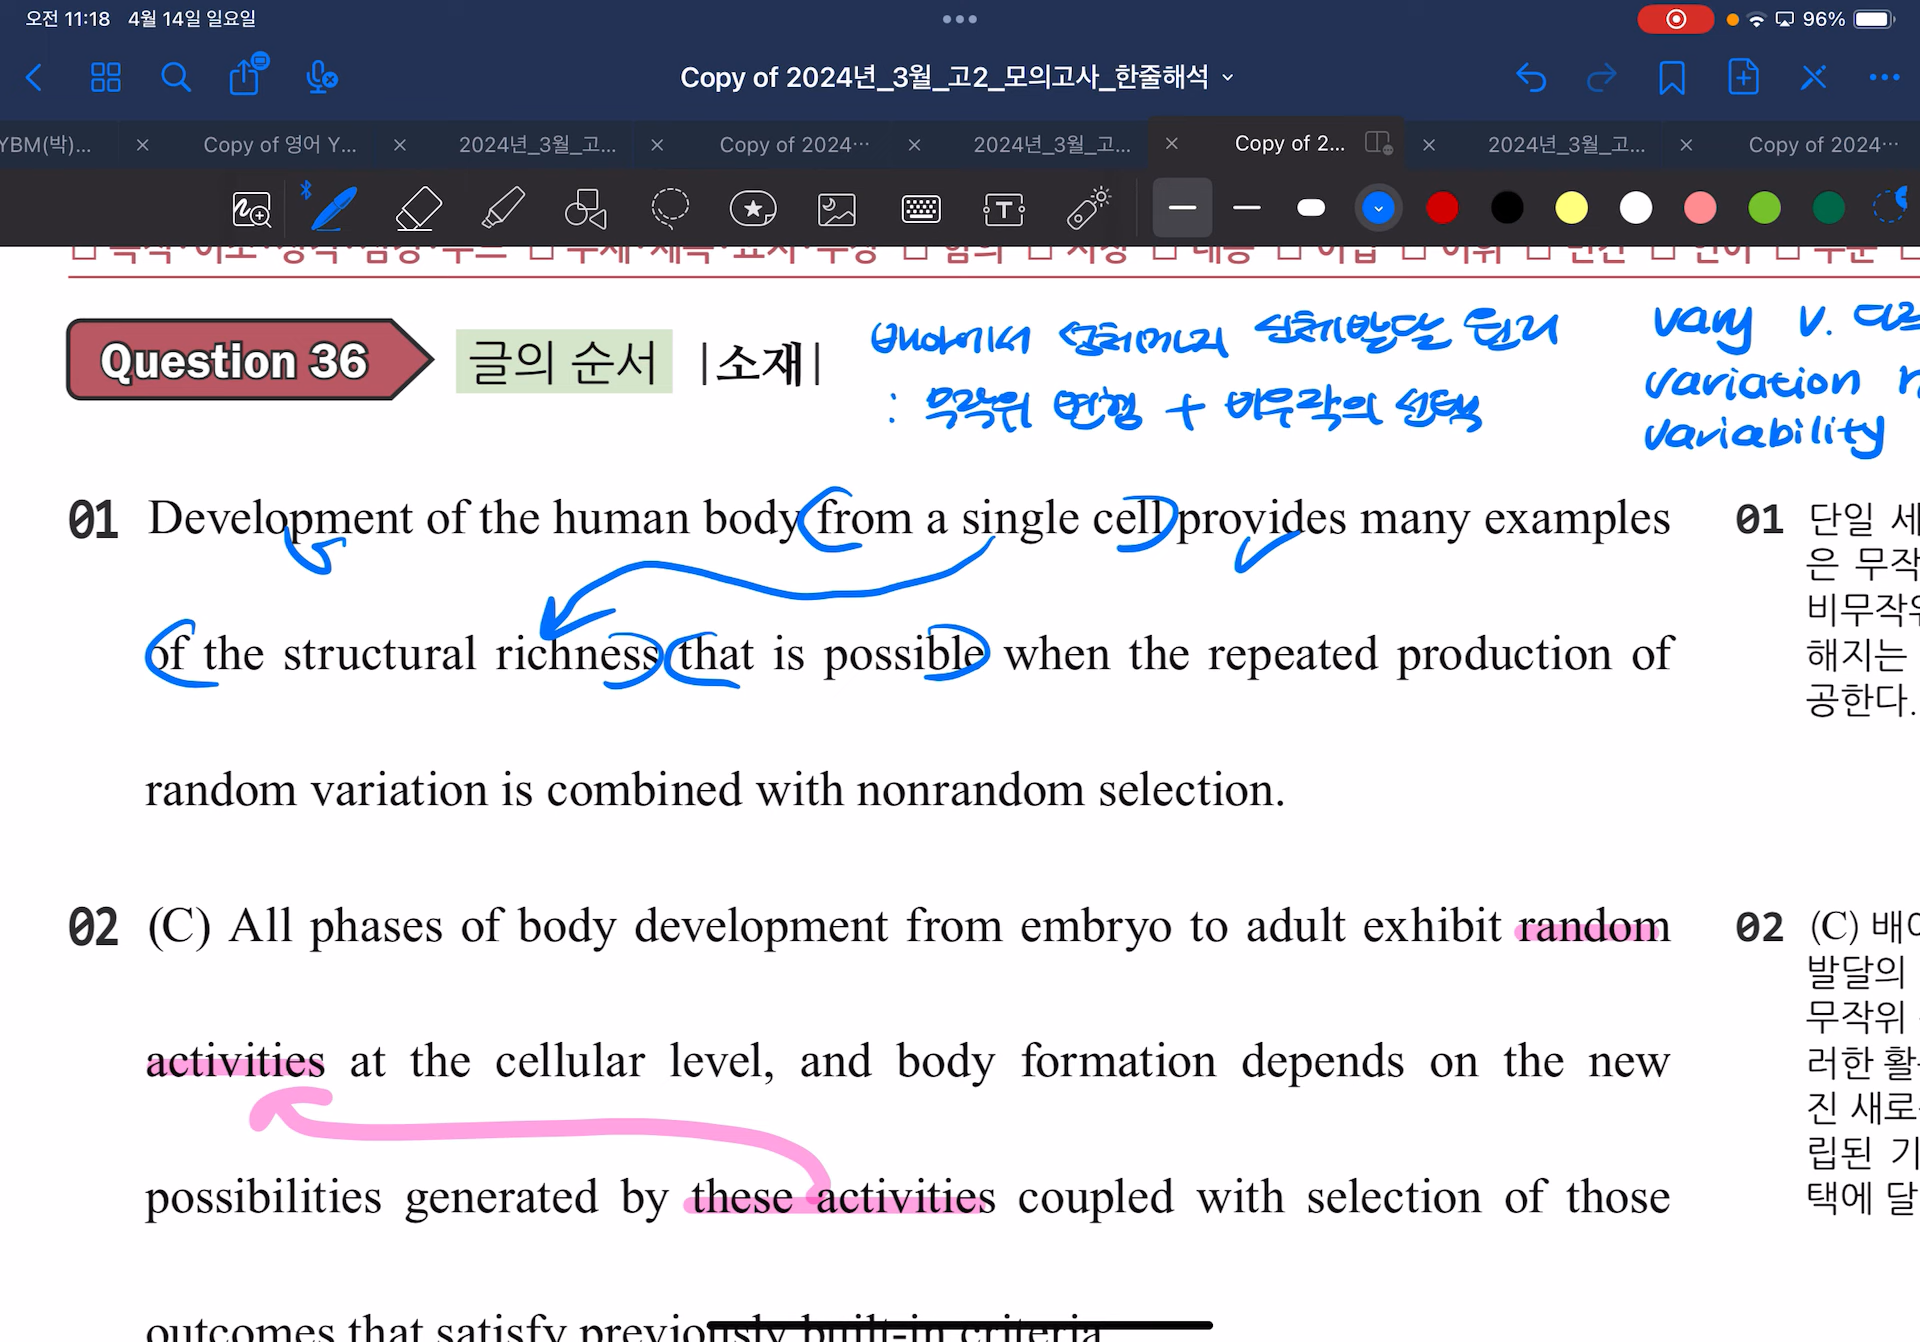 오전 11:18 4월 14일 일요일
96%
Copy of 2024년_3월_고2_모의고사_한줄해석
YBM(박)...
Copy of 영어 Y...
2024년_3월_고...
Copy of 2024...
2024년_3월_고...
Copy of 2...
2024년_3월_고...
Copy of 2024...
Question 36 글의 순서 |소재|
배아에서 성체까지 신체발달 원리
: 무작위 변형 + 비무작위 선택
vary v.
variation
variability
01 Development of the human body from a single cell provides many examples
of the structural richness that is possible when the repeated production of
random variation is combined with nonrandom selection.
01 단일 세
은 무작
비무작위
해지는
공한다.
02 (C) All phases of body development from embryo to adult exhibit random
activities at the cellular level, and body formation depends on the new
possibilities generated by these activities coupled with selection of those
outcomes that satisfy previously built-in criteria.
02 (C) 배아
발달의
무작위
러한 활
진 새로
립된 기
택에 달